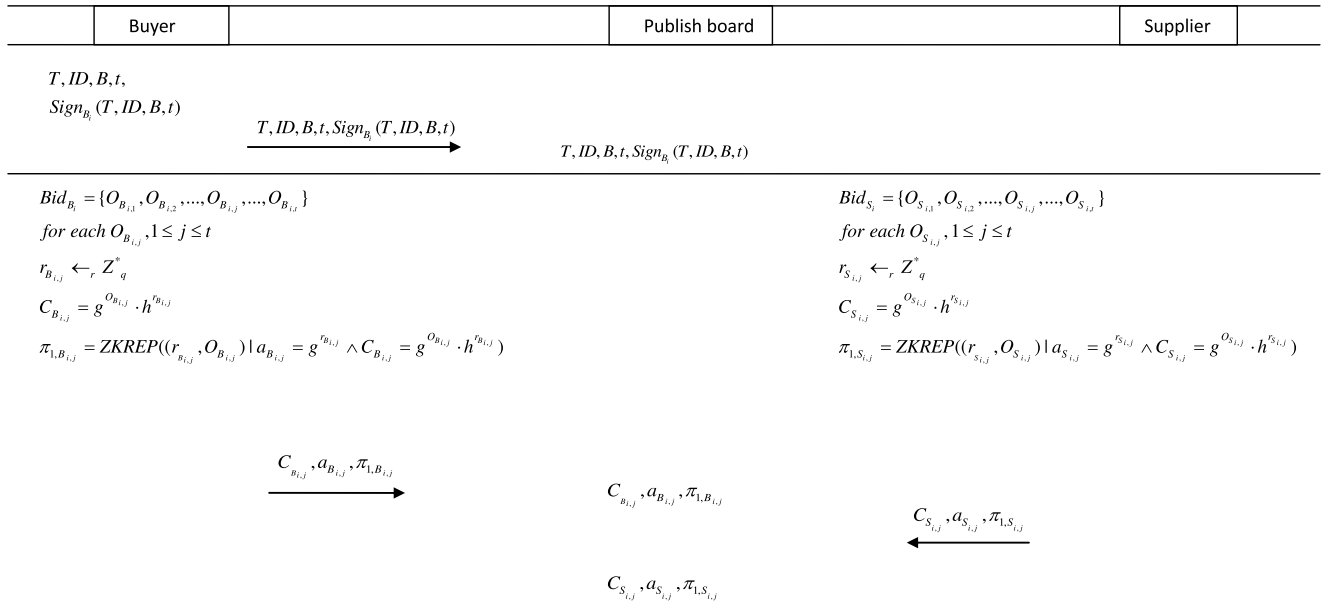 Buyer Publish board Supplier
T, ID, B, t,
Sign_{B_i} (T, ID, B, t)
T, ID, B, t, Sign_{B_i} (T, ID, B, t)
T, ID, B, t, Sign_{B_i} (T, ID, B, t)
Bid_{B_i} = {O_{B_{i,1}}, O_{B_{i,2}}, ..., O_{B_{i,j}}, ..., O_{B_{i,t}}}
for each O_{B_{i,j}}, 1 ≤ j ≤ t
r_{B_{i,j}} ←_r Z^*_q
C_{B_{i,j}} = g^{O_{B_{i,j}}} · h^{r_{B_{i,j}}}
π_{1,B_{i,j}} = ZKREP((r_{B_{i,j}}, O_{B_{i,j}}) | a_{B_{i,j}} = g^{r_{B_{i,j}}} ∧ C_{B_{i,j}} = g^{O_{B_{i,j}}} · h^{r_{B_{i,j}}})
Bid_{S_i} = {O_{S_{i,1}}, O_{S_{i,2}}, ..., O_{S_{i,j}}, ..., O_{S_{i,t}}}
for each O_{S_{i,j}}, 1 ≤ j ≤ t
r_{S_{i,j}} ←_r Z^*_q
C_{S_{i,j}} = g^{O_{S_{i,j}}} · h^{r_{S_{i,j}}}
π_{1,S_{i,j}} = ZKREP((r_{S_{i,j}}, O_{S_{i,j}}) | a_{S_{i,j}} = g^{r_{S_{i,j}}} ∧ C_{S_{i,j}} = g^{O_{S_{i,j}}} · h^{r_{S_{i,j}}})
C_{B_{i,j}}, a_{B_{i,j}}, π_{1,B_{i,j}}
C_{B_{i,j}}, a_{B_{i,j}}, π_{1,B_{i,j}}
C_{S_{i,j}}, a_{S_{i,j}}, π_{1,S_{i,j}}
C_{S_{i,j}}, a_{S_{i,j}}, π_{1,S_{i,j}}